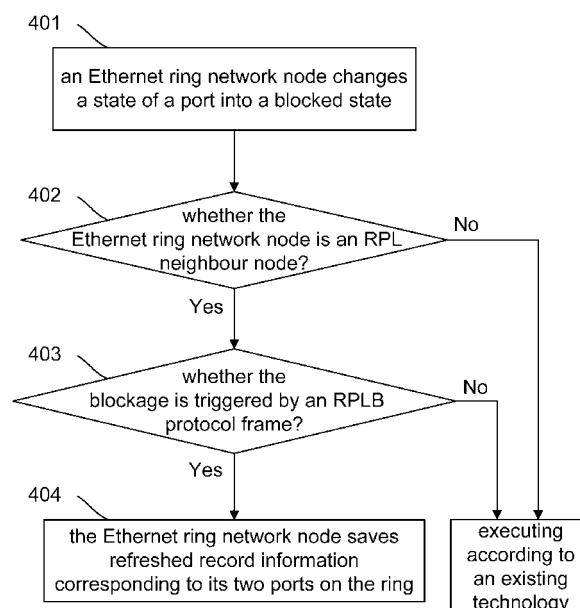 401
an Ethernet ring network node changes
a state of a port into a blocked state
402
whether the
Ethernet ring network node is an RPL
neighbour node?
No
Yes
403
whether the
blockage is triggered by an RPLB
protocol frame?
No
Yes
404
the Ethernet ring network node saves
refreshed record information
corresponding to its two ports on the ring
executing
according to
an existing
technology